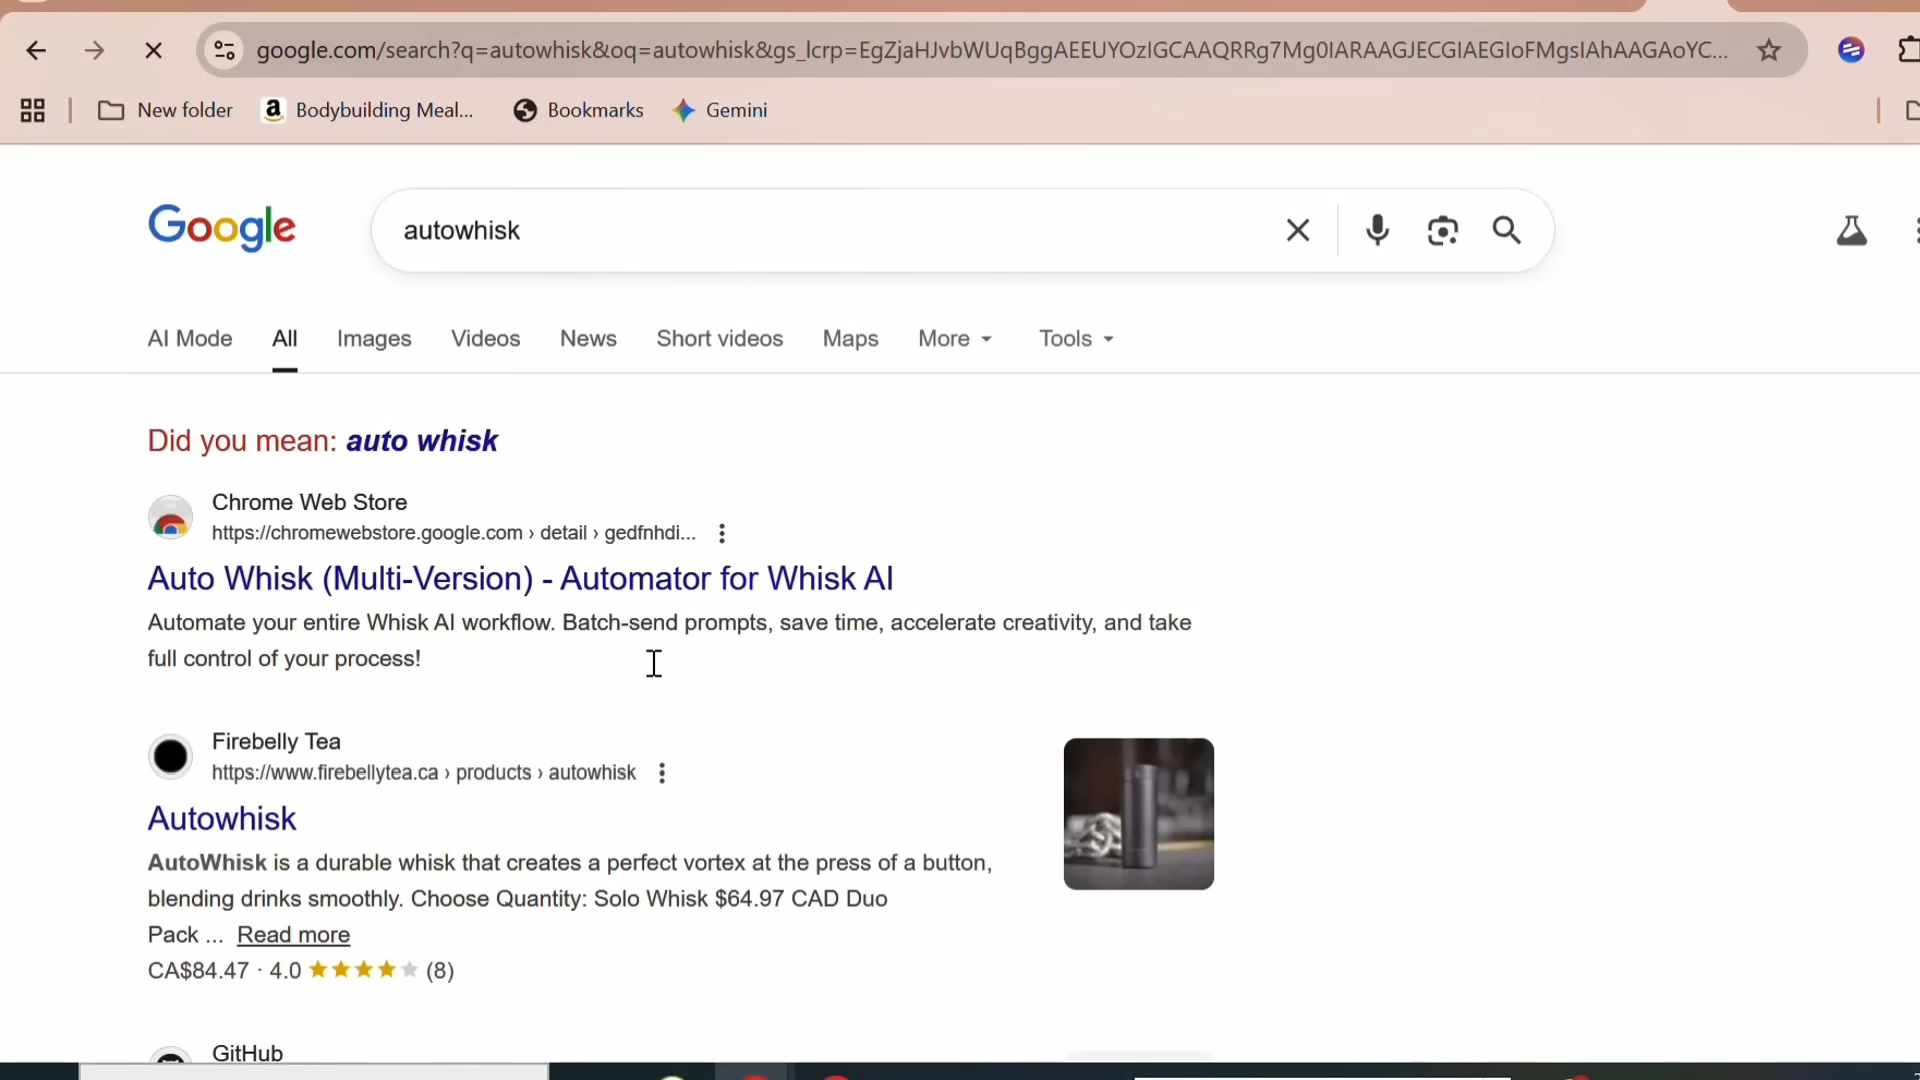 google.com/search?q=autowhisk&oq=autowhisk&gs_lcrp=EgZjaHJvbWUqBggAEEUYOzIGCAAQRRg7Mg0IARAAGJECGIAEGIoFMgsIAhAAGAoYC...
New folder
a Bodybuilding Meal...
Bookmarks
Gemini
Google
autowhisk
AI Mode All Images Videos News Short videos Maps More Tools
Did you mean: auto whisk
Chrome Web Store
https://chromewebstore.google.com › detail › gedfnhdi...
Auto Whisk (Multi-Version) - Automator for Whisk AI
Automate your entire Whisk AI workflow. Batch-send prompts, save time, accelerate creativity, and take
full control of your process!
Firebelly Tea
https://www.firebellytea.ca › products › autowhisk
Autowhisk
AutoWhisk is a durable whisk that creates a perfect vortex at the press of a button,
blending drinks smoothly. Choose Quantity: Solo Whisk $64.97 CAD Duo
Pack ... Read more
CA$84.47 · 4.0 (8)
GitHub